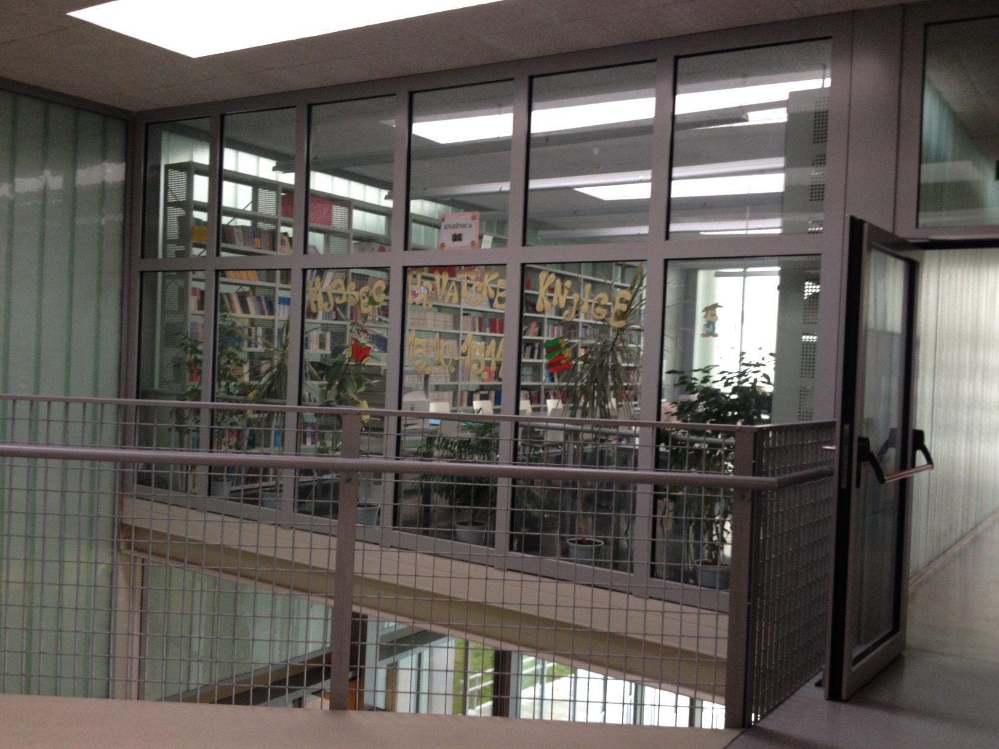 KNJIŽNICA
MJESEC HRVATSKE KNJIGE
15.10.-15.11